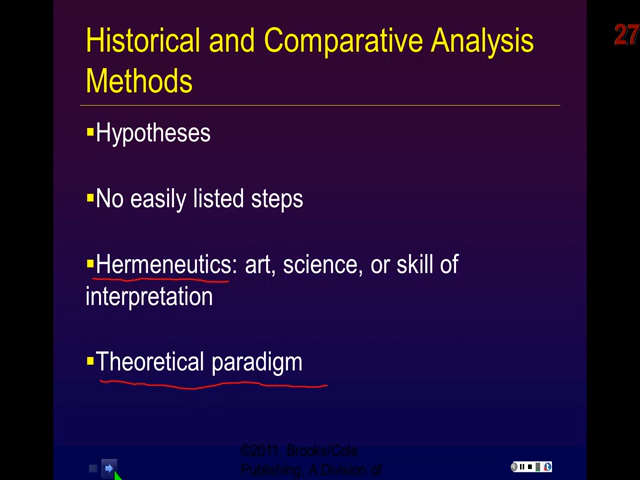 27
Historical and Comparative Analysis
Methods
▪Hypotheses
▪No easily listed steps
▪Hermeneutics: art, science, or skill of
interpretation
▪Theoretical paradigm
©2011, Brooks/Cole
Publishing, A Division of